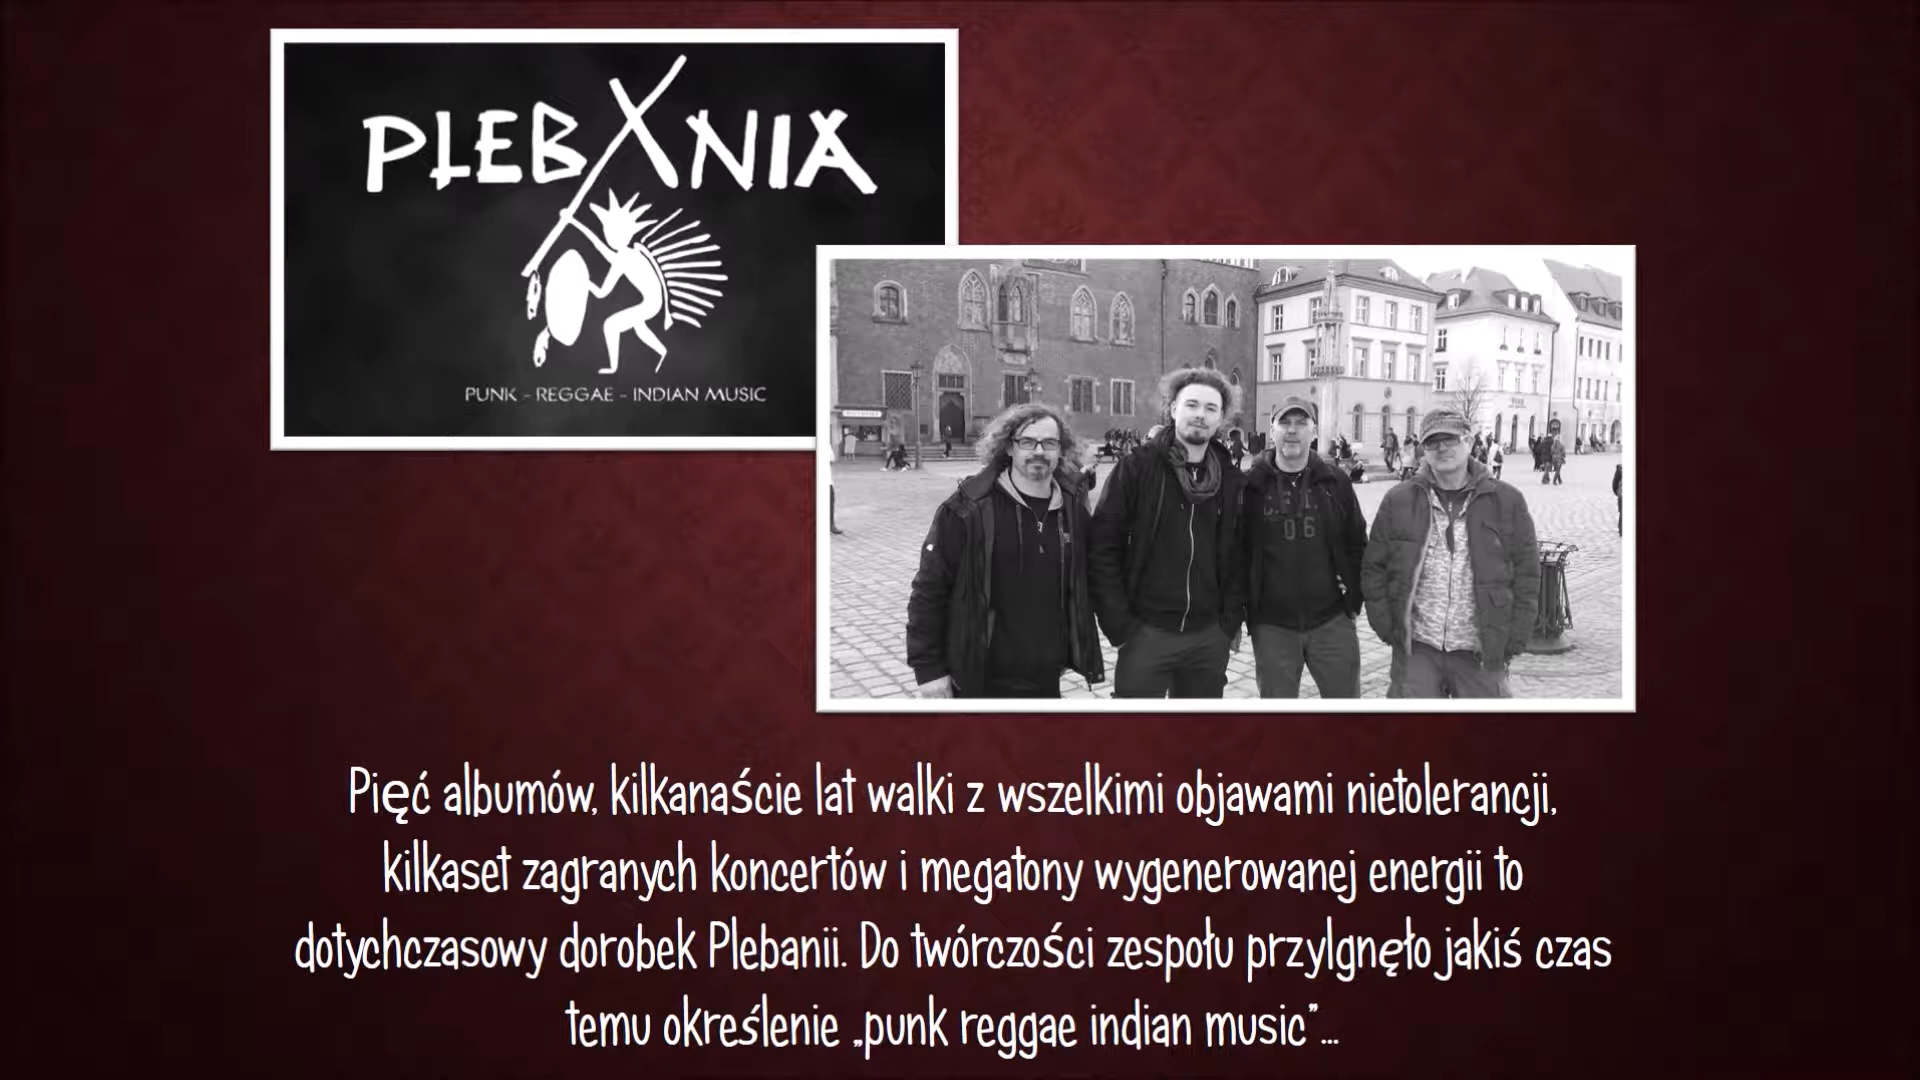 PLEBANIA
PUNK - REGGAE - INDIAN MUSIC
C.F.L.
06
Pięć albumów, kilkanaście lat walki z wszelkimi objawami nietolerancji,
kilkaset zagranych koncertów i megatony wygenerowanej energii to
dotychczasowy dorobek Plebanii. Do twórczości zespołu przylgnęło jakiś czas
temu określenie „punk reggae indian music”...